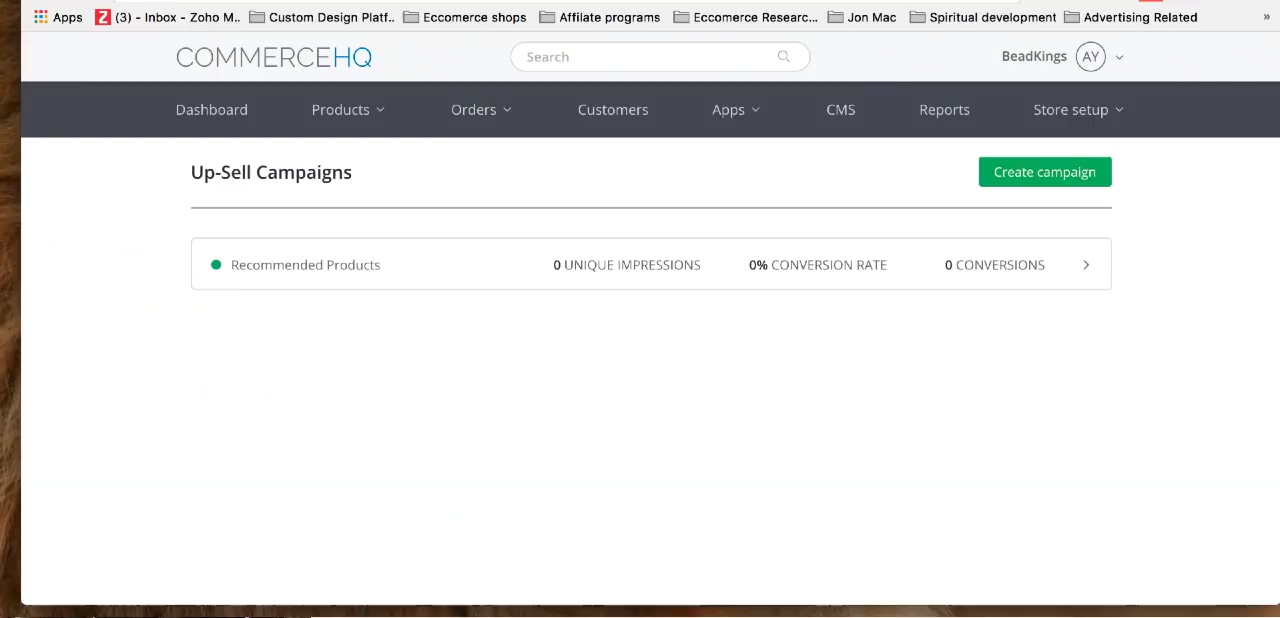 Apps (3) - Inbox - Zoho M... Custom Design Platf... Eccomerce shops Affilate programs Eccomerce Researc... Jon Mac Spiritual development Advertising Related »
COMMERCEHQ Search BeadKings AY
Dashboard Products Orders Customers Apps CMS Reports Store setup
Up-Sell Campaigns Create campaign
Recommended Products 0 UNIQUE IMPRESSIONS 0% CONVERSION RATE 0 CONVERSIONS